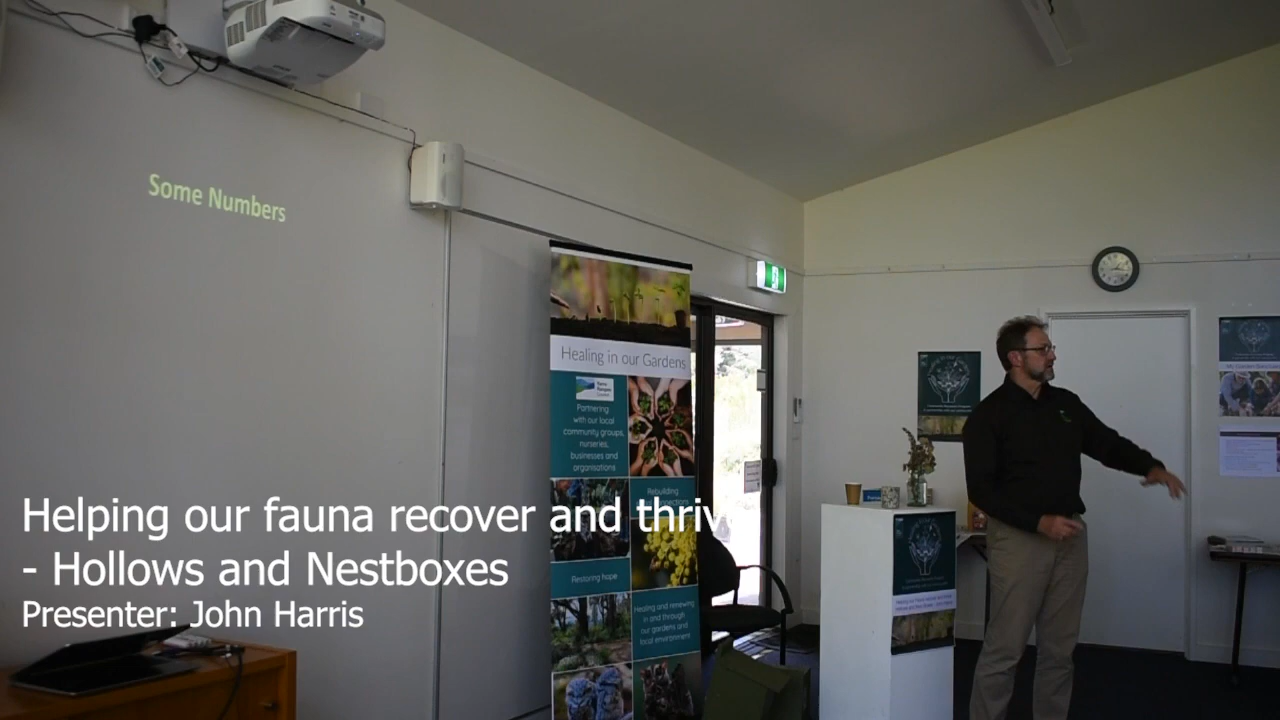 Some Numbers
Healing in our Gardens
Partnering
with our local
community groups,
nurseries,
businesses and
organisations
Rebuilding
Restoring hope
Healing and renewing
in and through
our gardens and
local environment
Helping our fauna recover and thriv
- Hollows and Nestboxes
Presenter: John Harris